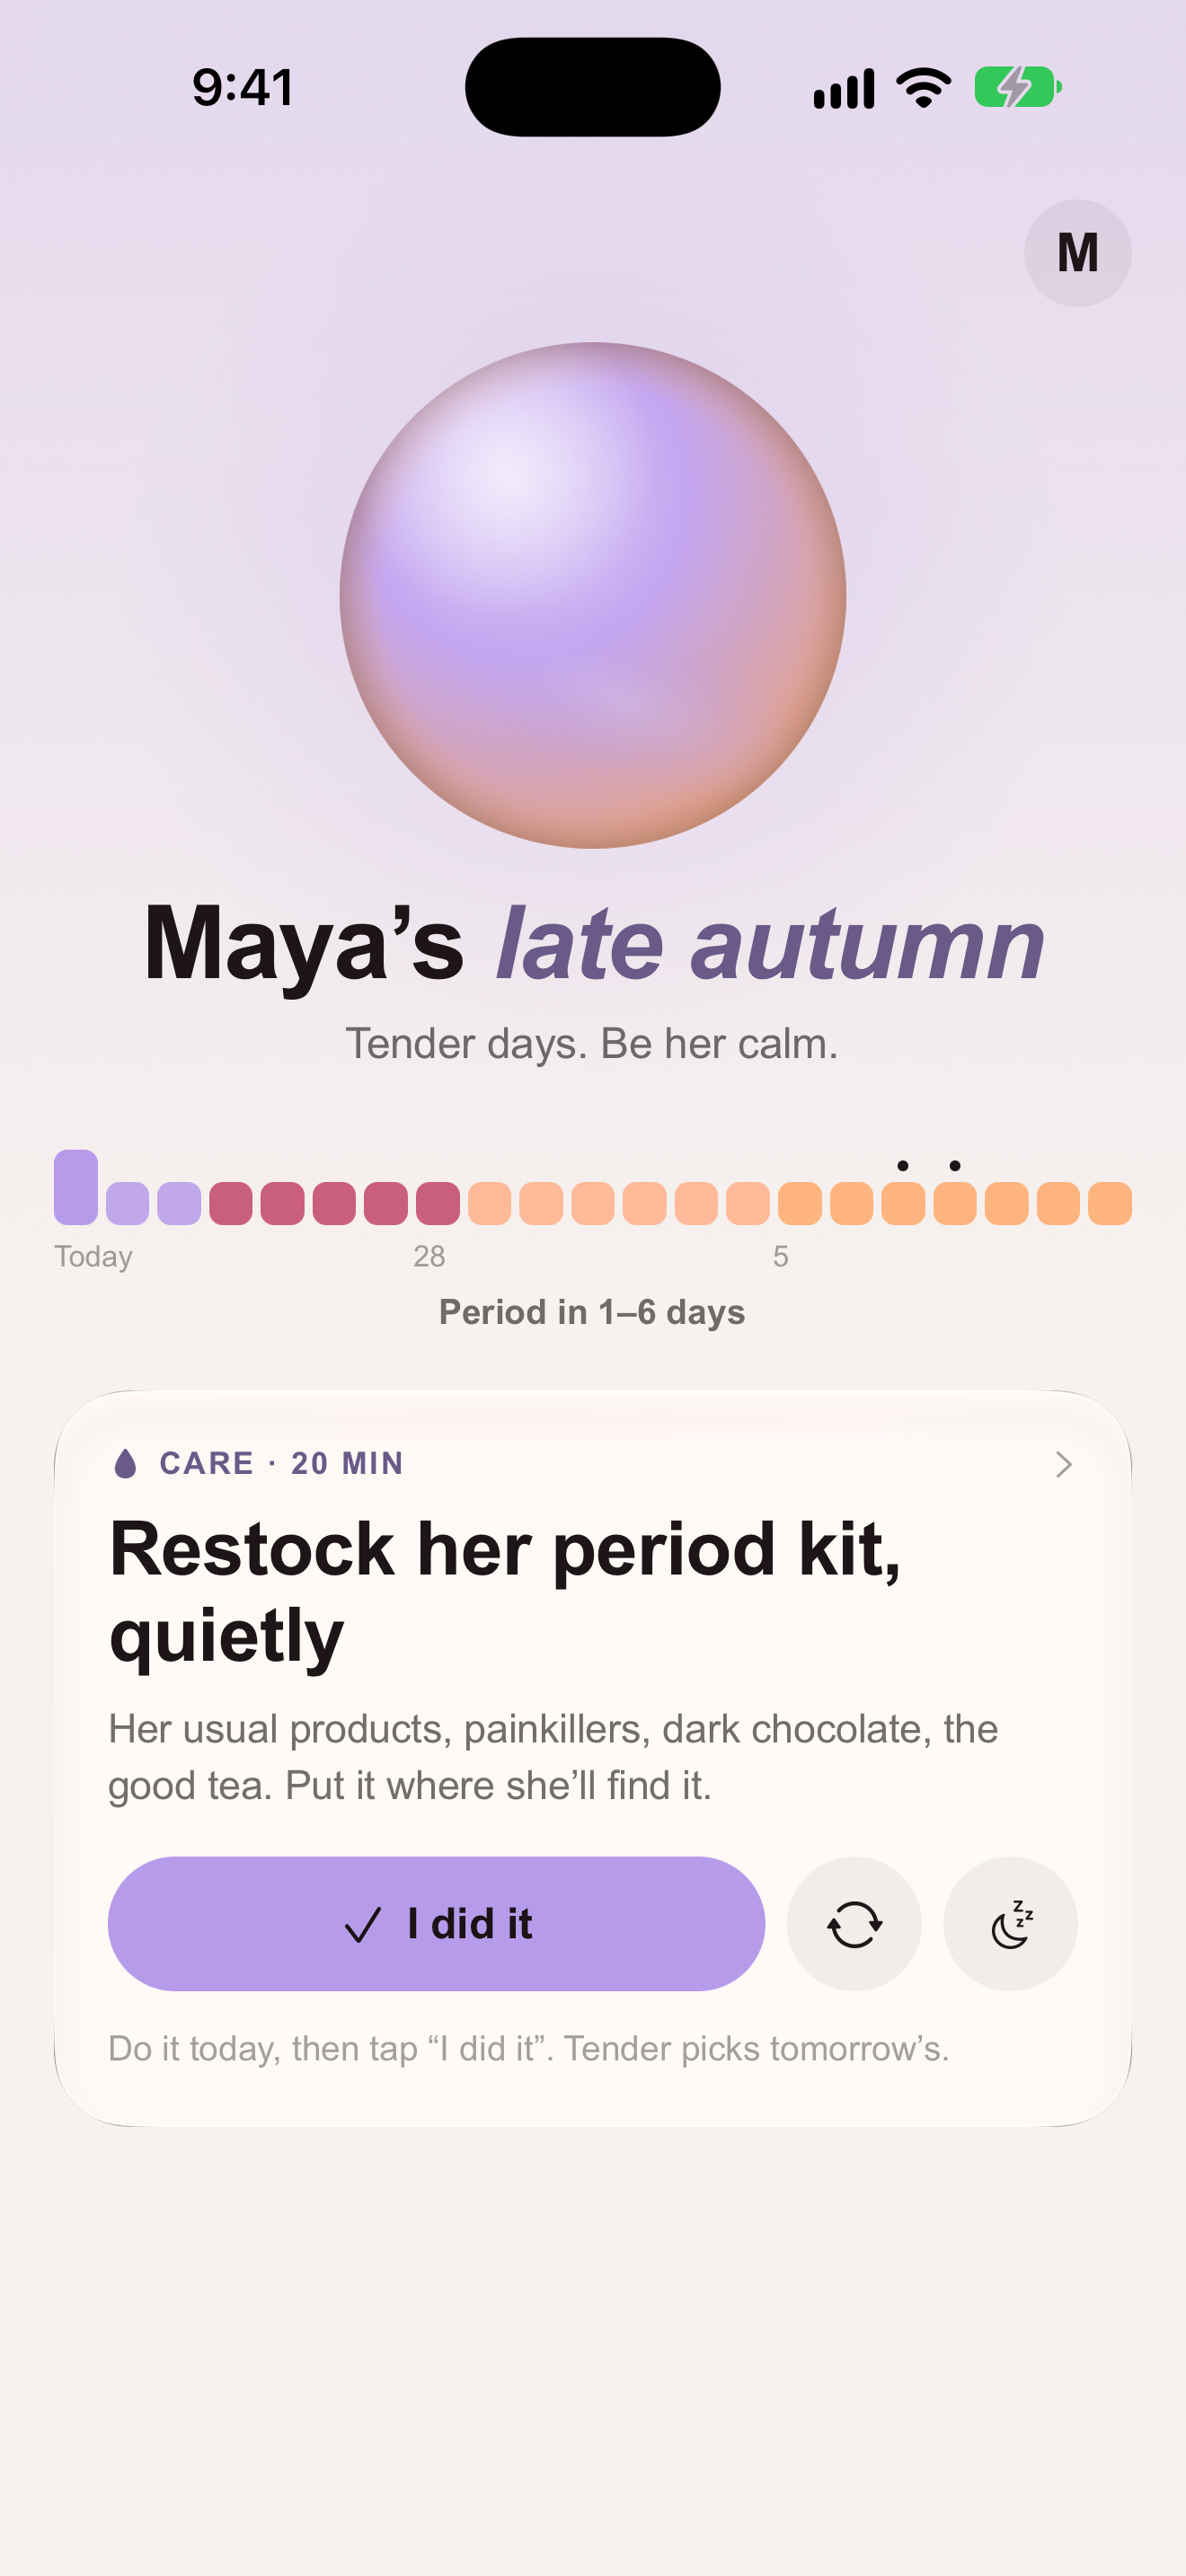 9:41
M
Maya’s late autumn
Tender days. Be her calm.
Today 28 5
Period in 1–6 days
CARE · 20 MIN
Restock her period kit,
quietly
Her usual products, painkillers, dark chocolate, the
good tea. Put it where she’ll find it.
I did it
z z z
Do it today, then tap “I did it”. Tender picks tomorrow’s.